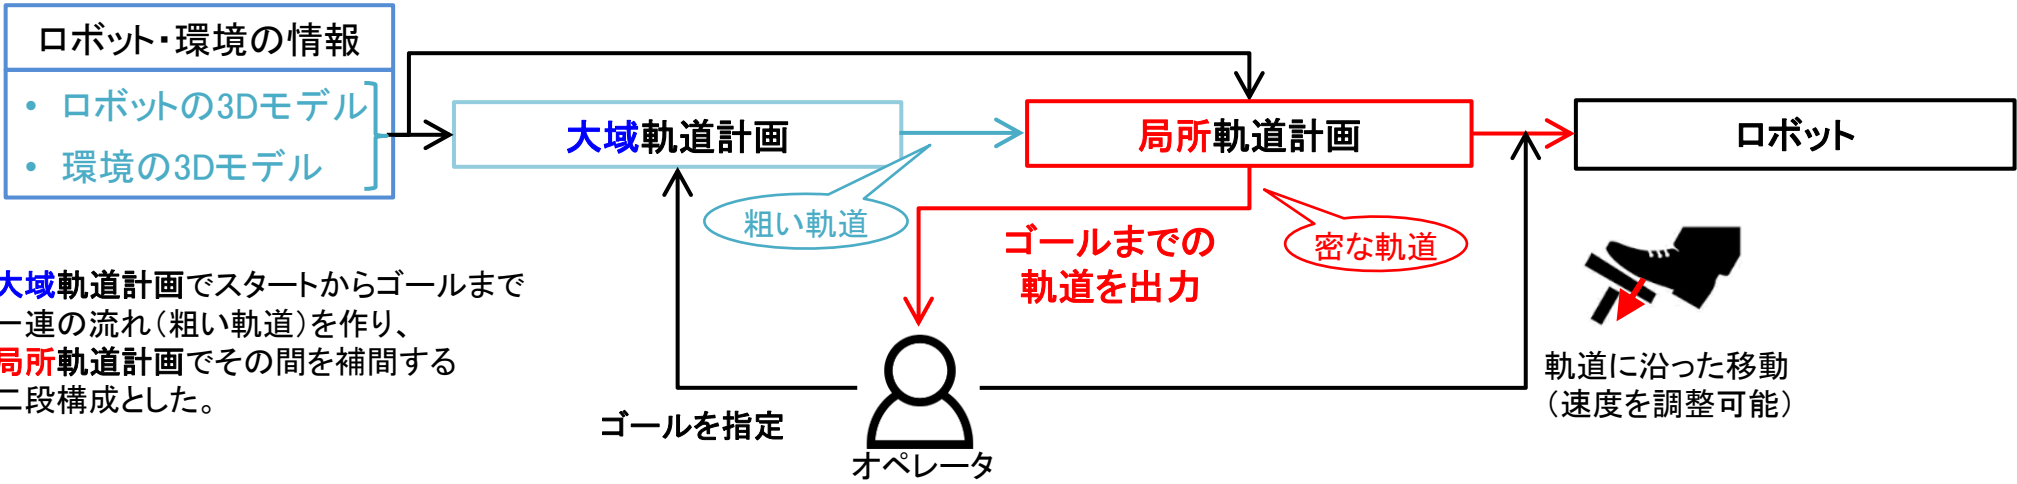 ロボット・環境の情報
• ロボットの3Dモデル
• 環境の3Dモデル
大域軌道計画
局所軌道計画
ロボット
粗い軌道
密な軌道
ゴールまでの
軌道を出力
大域軌道計画でスタートからゴールまで
一連の流れ（粗い軌道）を作り、
局所軌道計画でその間を補間する
二段構成とした。
ゴールを指定
オペレータ
軌道に沿った移動
（速度を調整可能）